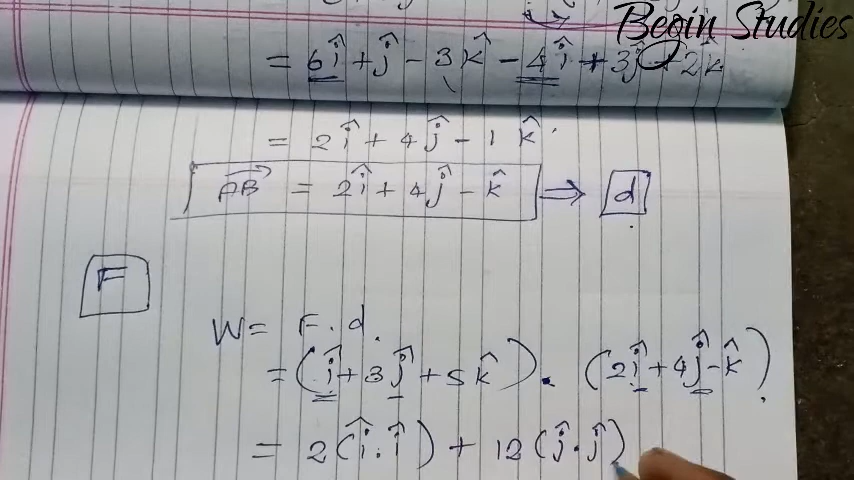 Begin Studies
= 6î + ĵ - 3k̂ - 4î + 3ĵ + 2k̂
= 2î + 4ĵ - 1 k̂
AB⃗ = 2î + 4ĵ - k̂ ⇒ d
F
W = F . d
= (î + 3ĵ + 5k̂) . (2î + 4ĵ - k̂)
= 2(î . î) + 12(ĵ . ĵ)